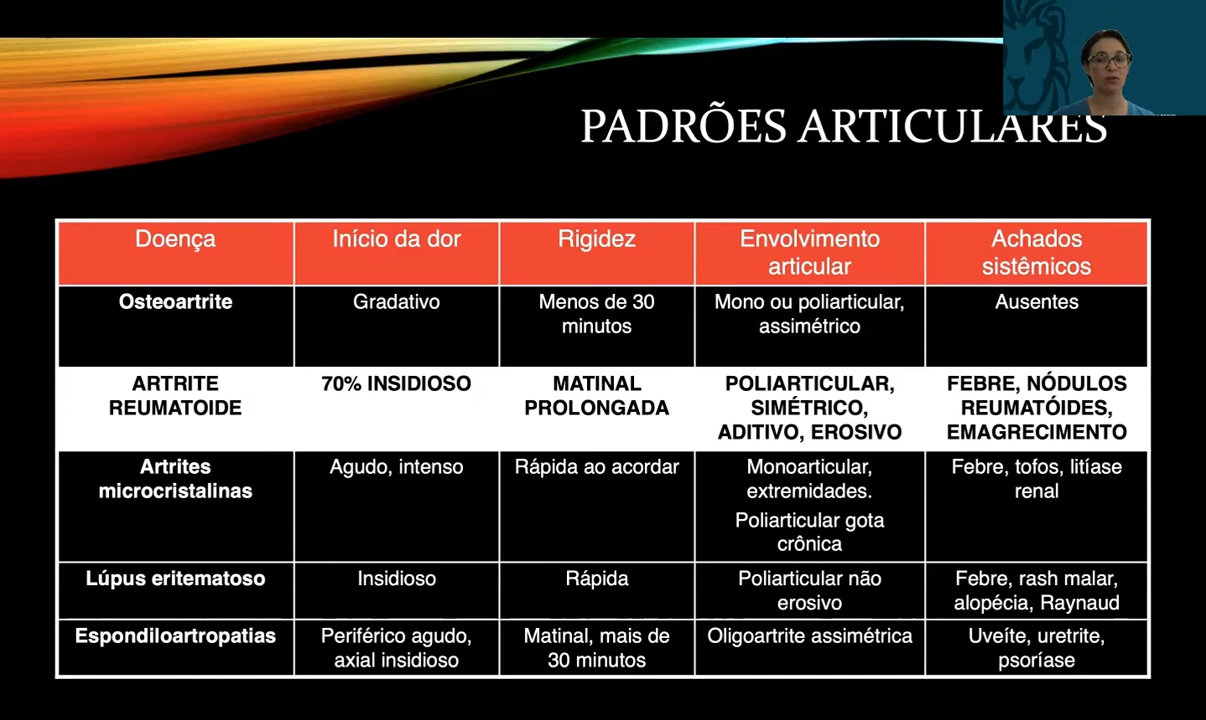 PADRÕES ARTICULARES
Doença
Início da dor
Rigidez
Envolvimento
articular
Achados
sistêmicos
Osteoartrite
Gradativo
Menos de 30
minutos
Mono ou poliarticular,
assimétrico
Ausentes
ARTRITE
REUMATOIDE
70% INSIDIOSO
MATINAL
PROLONGADA
POLIARTICULAR,
SIMÉTRICO,
ADITIVO, EROSIVO
FEBRE, NÓDULOS
REUMATÓIDES,
EMAGRECIMENTO
Artrites
microcristalinas
Agudo, intenso
Rápida ao acordar
Monoarticular,
extremidades.
Poliarticular gota
crônica
Febre, tofos, litíase
renal
Lúpus eritematoso
Insidioso
Rápida
Poliarticular não
erosivo
Febre, rash malar,
alopécia, Raynaud
Espondiloartropatias
Periférico agudo,
axial insidioso
Matinal, mais de
30 minutos
Oligoartrite assimétrica
Uveíte, uretrite,
psoríase